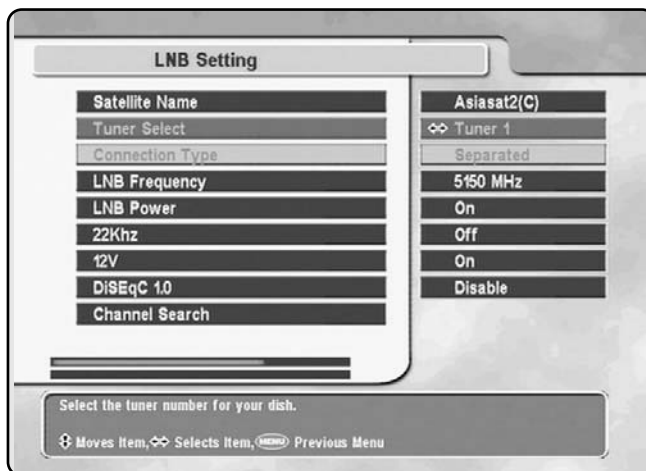 LNB Setting
Satellite Name Asiasat2(C)
Tuner Select Tuner 1
Connection Type Separated
LNB Frequency 5150 MHz
LNB Power On
22Khz Off
12V On
DiSEqC 1.0 Disable
Channel Search
Select the tuner number for your dish.
Moves Item, Selects Item, MENU Previous Menu